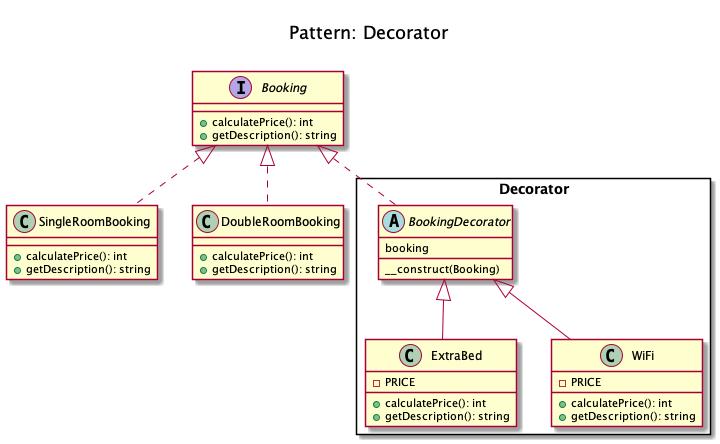 Pattern: Decorator
I Booking
calculatePrice(): int
getDescription(): string
C SingleRoomBooking
calculatePrice(): int
getDescription(): string
C DoubleRoomBooking
calculatePrice(): int
getDescription(): string
Decorator
A BookingDecorator
booking
__construct(Booking)
C ExtraBed
PRICE
calculatePrice(): int
getDescription(): string
C WiFi
PRICE
calculatePrice(): int
getDescription(): string